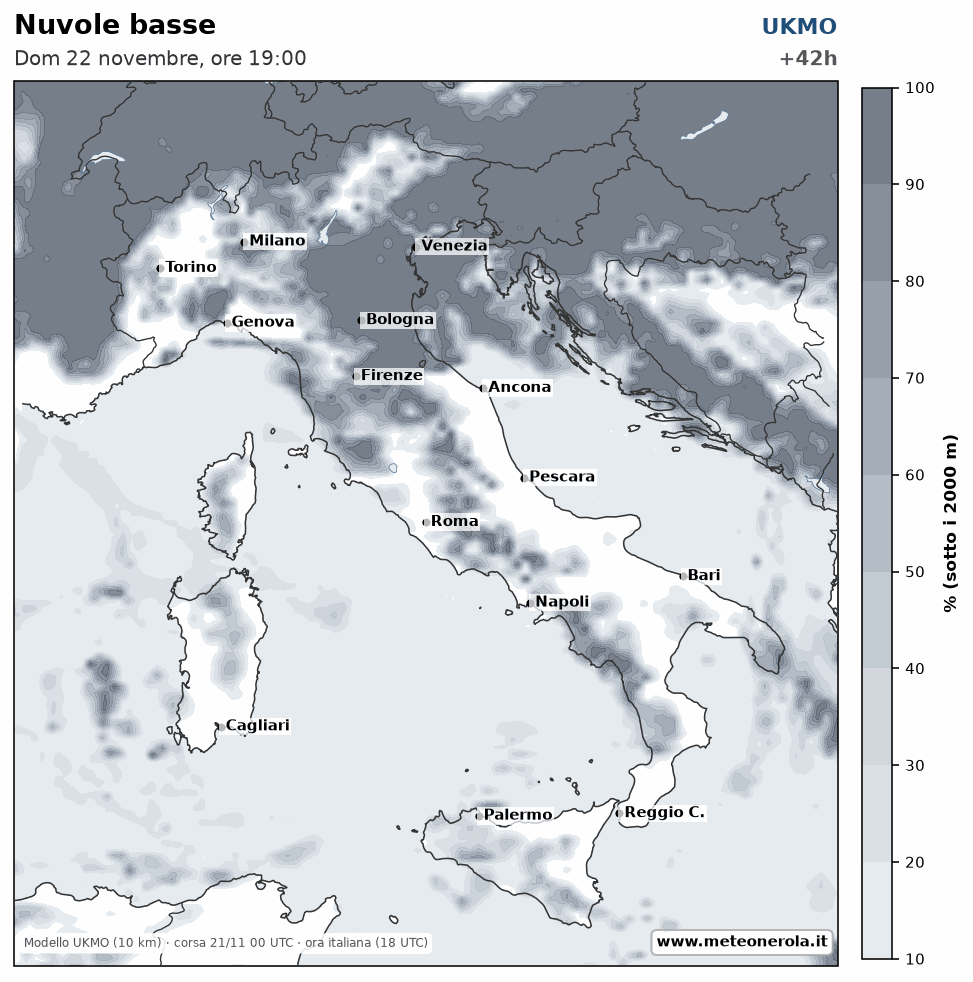 Nuvole basse
UKMO
Dom 22 novembre, ore 19:00
+42h
Milano
Venezia
Torino
Genova
Bologna
Firenze
Ancona
Pescara
Roma
Bari
Napoli
Cagliari
Palermo
Reggio C.
100
90
80
70
60
50
40
30
20
10
% (sotto i 2000 m)
Modello UKMO (10 km) · corsa 21/11 00 UTC · ora italiana (18 UTC)
www.meteonerola.it